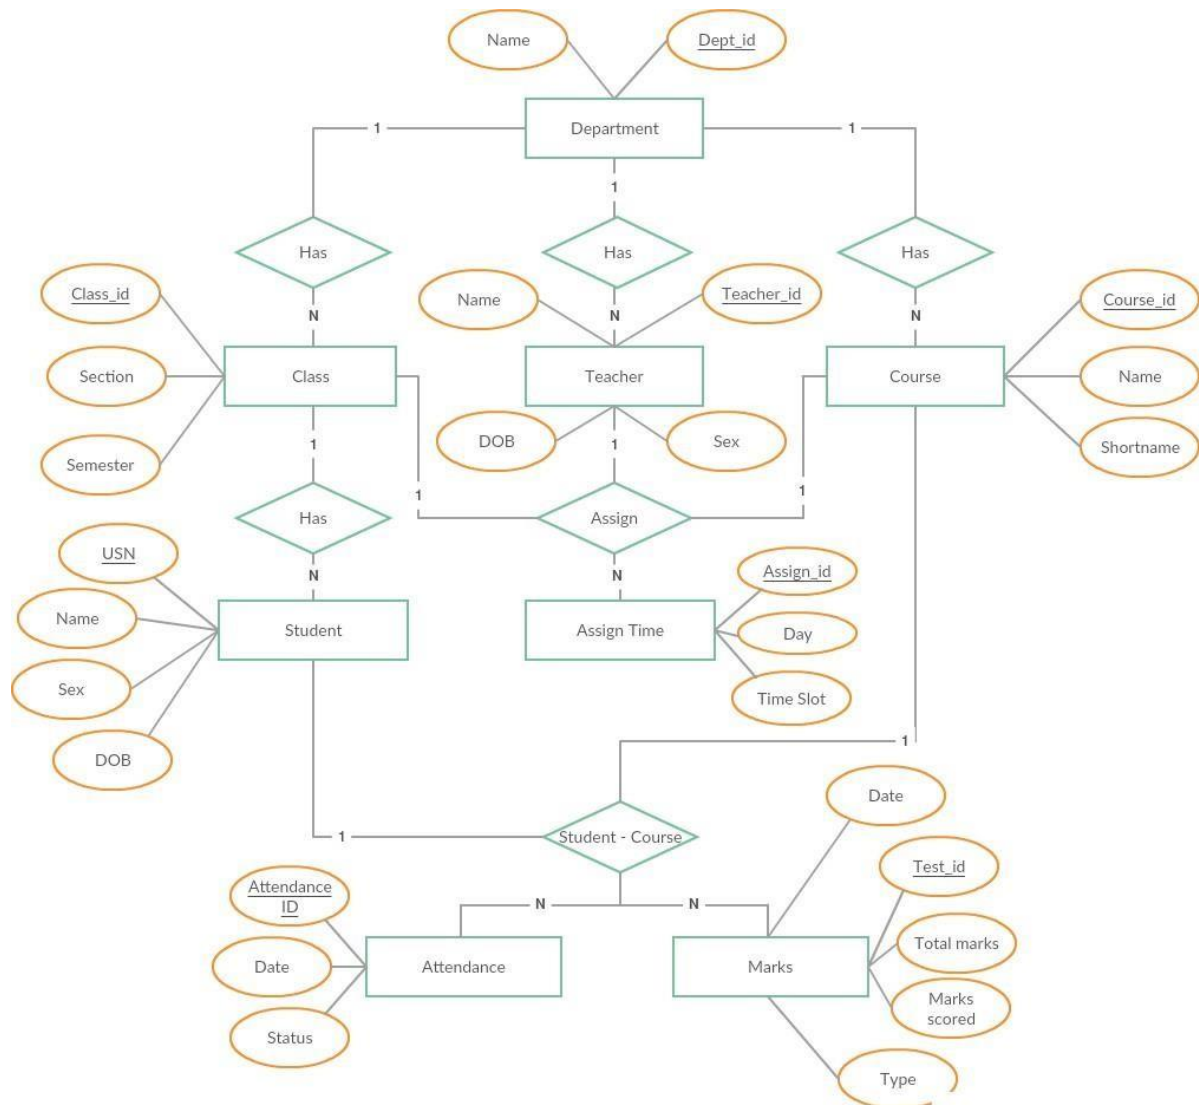 Name
Dept_id
Department
1
1
1
Has
Has
Has
Class_id
Name
Teacher_id
Course_id
N
N
N
Section
Class
Teacher
Course
Name
DOB
Sex
Shortname
Semester
1
1
1
1
Has
Assign
USN
N
N
Assign_id
Name
Student
Assign Time
Day
Sex
Time Slot
DOB
1
Date
1
Student - Course
Test_id
Attendance
ID
N
N
Total marks
Date
Attendance
Marks
Marks
scored
Status
Type